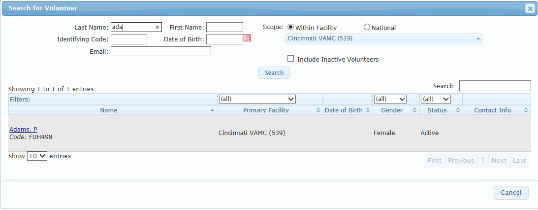 Search for Volunteer
Last Name: ada First Name: Scope: Within Facility National
Identifying Code: Date of Birth: Cincinnati VAMC (539)
Email: Include Inactive Volunteers
Search
Showing 1 to 1 of 1 entries Search:
Filters: (all) (all) (all)
Name Primary Facility Date of Birth Gender Status Contact Info
Adams, P Cincinnati VAMC (539) Female Active
Code: FUH498
Show 10 entries First Previous 1 Next Last
Cancel